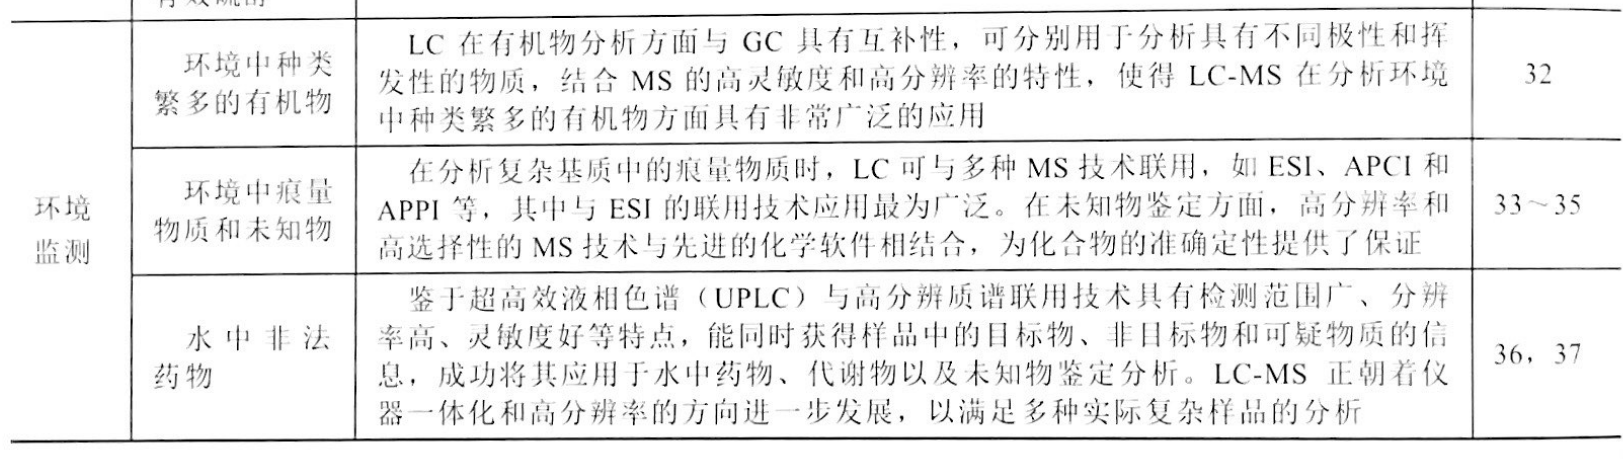 环境
监测
环境中种类
繁多的有机物
LC 在有机物分析方面与 GC 具有互补性，可分别用于分析具有不同极性和挥
发性的物质，结合 MS 的高灵敏度和高分辨率的特性，使得 LC-MS 在分析环境
中种类繁多的有机物方面具有非常广泛的应用
32
环境中痕量
物质和未知物
在分析复杂基质中的痕量物质时，LC 可与多种 MS 技术联用，如 ESI、APCI 和
APPI 等，其中与 ESI 的联用技术应用最为广泛。在未知物鉴定方面，高分辨率和
高选择性的 MS 技术与先进的化学软件相结合，为化合物的准确定性提供了保证
33～35
水中非法
药物
鉴于超高效液相色谱（UPLC）与高分辨质谱联用技术具有检测范围广、分辨
率高、灵敏度好等特点，能同时获得样品中的目标物、非目标物和可疑物质的信
息，成功将其应用于水中药物、代谢物以及未知物鉴定分析。LC-MS 正朝着仪
器一体化和高分辨率的方向进一步发展，以满足多种实际复杂样品的分析
36，37